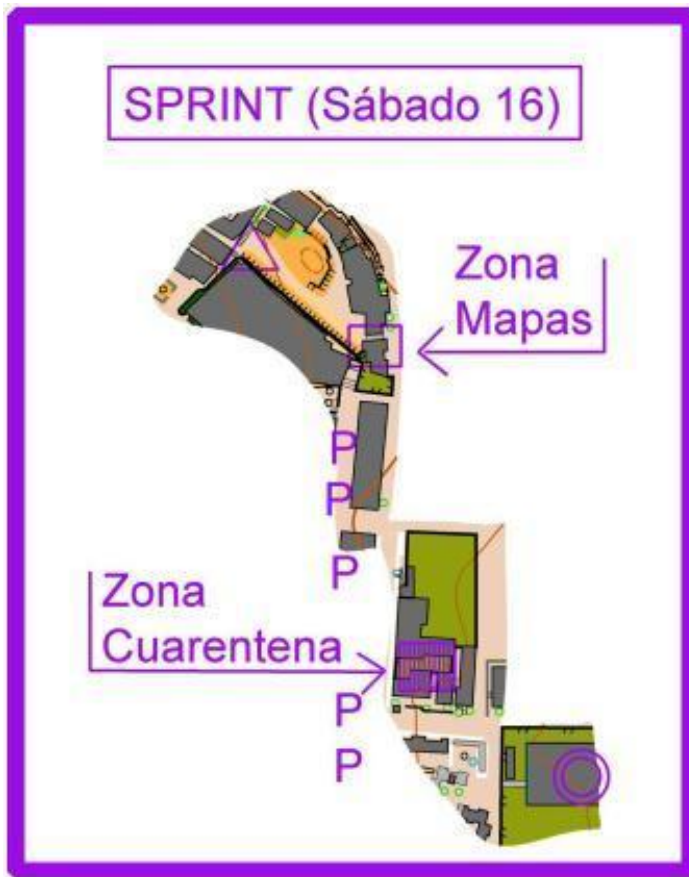 SPRINT (Sábado 16)
Zona
Mapas
P
P
P
Zona
Cuarentena
P
P